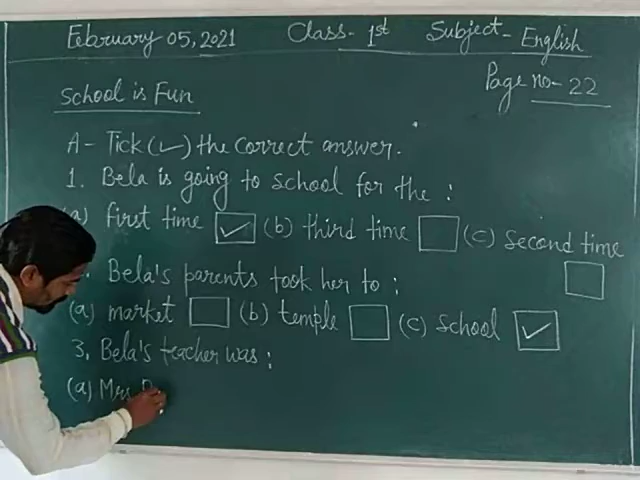 February 05, 2021 Class- 1st Subject- English
Page no- 22
School is Fun
A- Tick (✓) the correct answer.
1. Bela is going to school for the :
(a) first time ☑ (b) third time ☐ (c) second time ☐
Bela's parents took her to :
(a) market ☐ (b) temple ☐ (c) School ☑
3. Bela's teacher was :
(a) Mrs